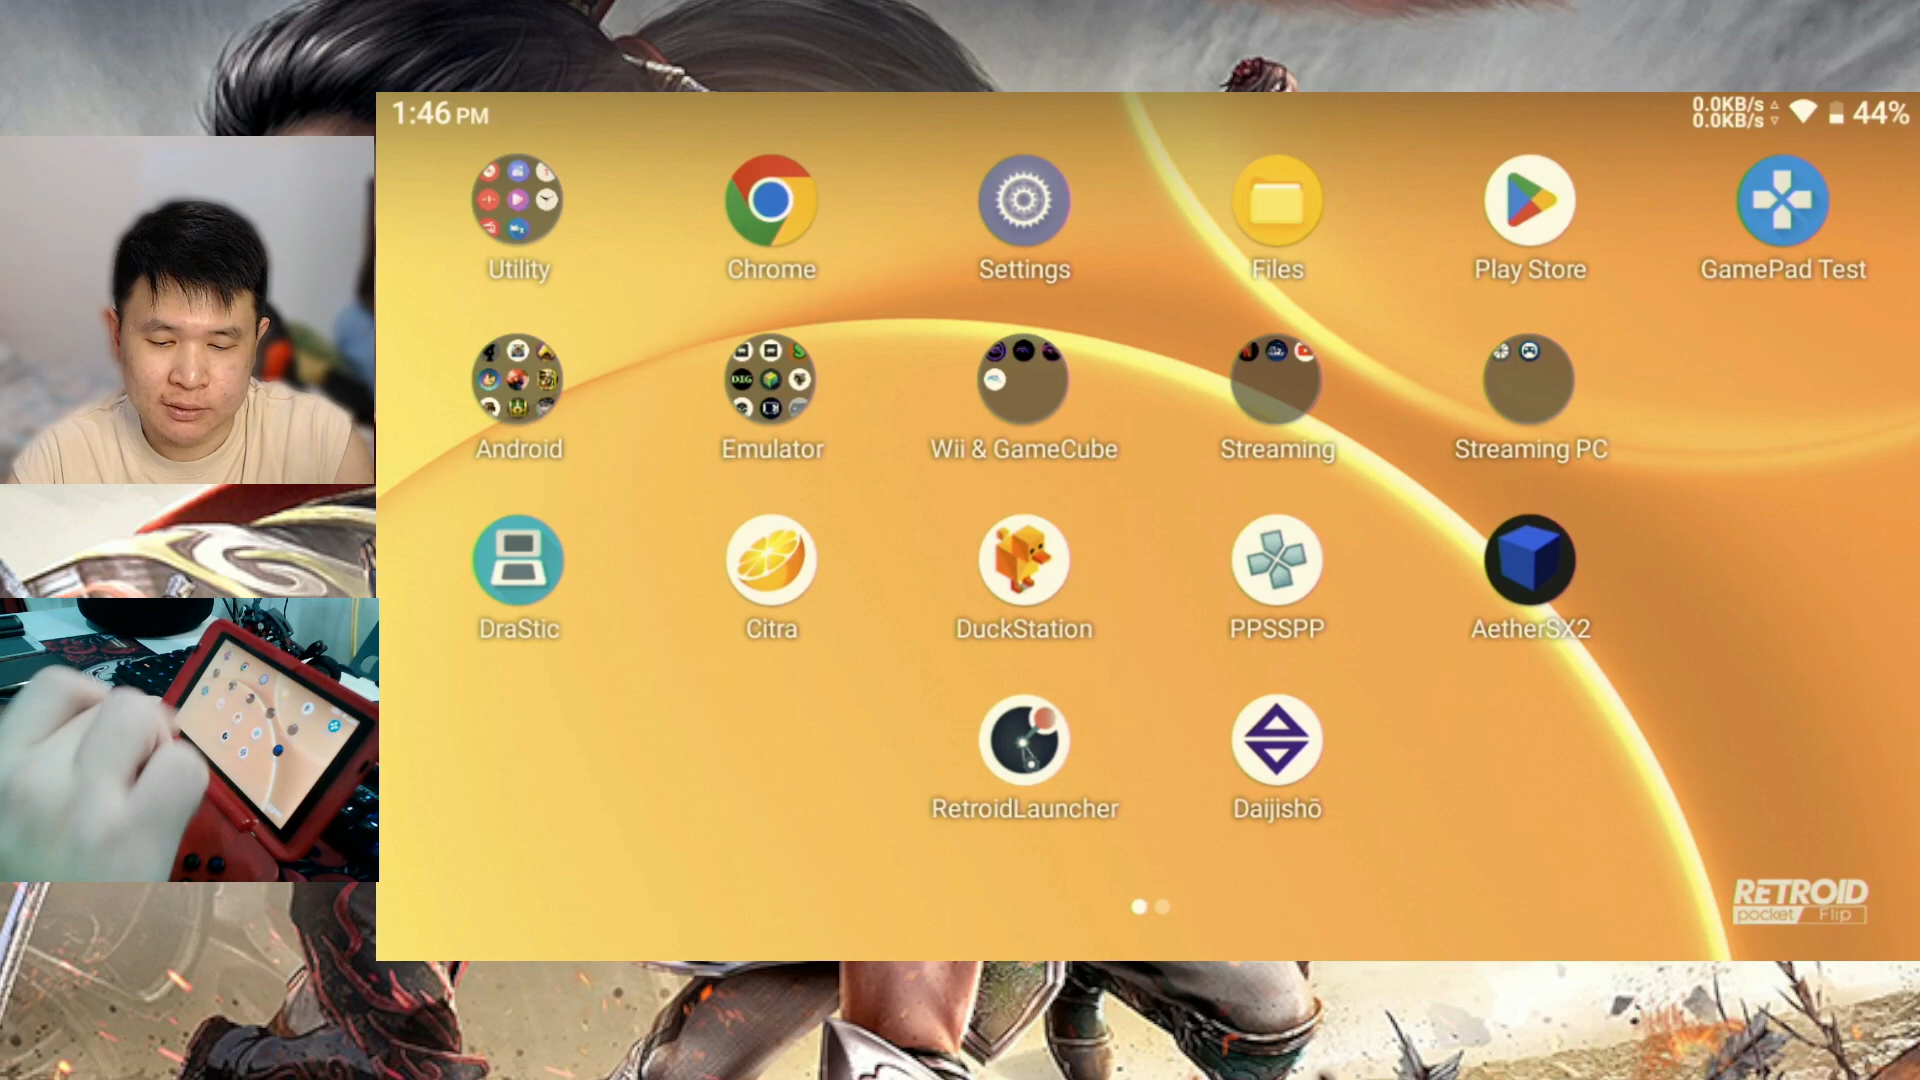 1:46 PM
0.0KB/s
0.0KB/s
44%
Utility
Chrome
Settings
Files
Play Store
GamePad Test
DIG
Android
Emulator
Wii & GameCube
Streaming
Streaming PC
DraStic
Citra
DuckStation
PPSSPP
AetherSX2
RetroidLauncher
Daijishō
RETROID
pocket Flip